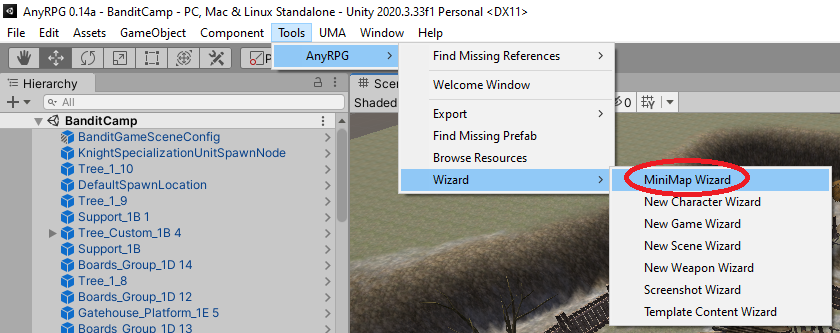 AnyRPG 0.14a - BanditCamp - PC, Mac & Linux Standalone - Unity 2020.3.33f1 Personal <DX11>
File Edit Assets GameObject Component Tools UMA Window Help
AnyRPG
Find Missing References
Welcome Window
Export
Find Missing Prefab
Browse Resources
Wizard
MiniMap Wizard
New Character Wizard
New Game Wizard
New Scene Wizard
New Weapon Wizard
Screenshot Wizard
Template Content Wizard
Hierarchy
All
Shaded
0
BanditCamp
BanditGameSceneConfig
KnightSpecializationUnitSpawnNode
Tree_1_10
DefaultSpawnLocation
Tree_1_9
Support_1B 1
Tree_Custom_1B 4
Support_1B
Boards_Group_1D 14
Tree_1_8
Boards_Group_1D 12
Gatehouse_Platform_1E 5
Boards_Group_1D 13